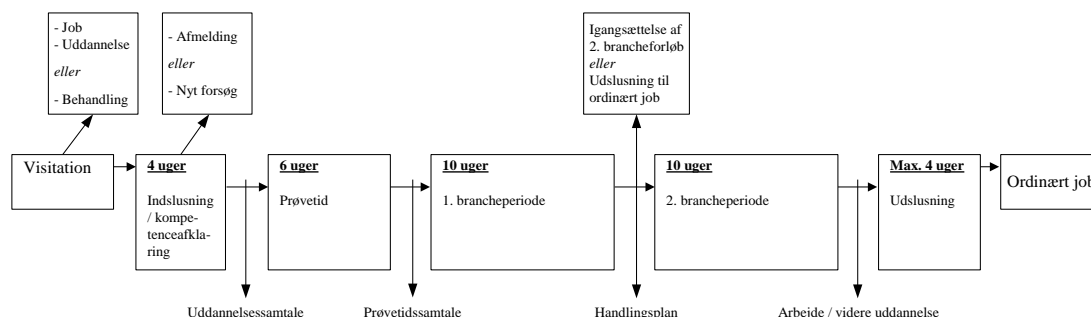 - Job
- Uddannelse
eller
- Behandling
- Afmelding
eller
- Nyt forsøg
Igangsættelse af
2. brancheforløb
eller
Udslusning til
ordinært job
Visitation
4 uger
Indslusning
/ kompe-
tenceafkla-
ring
6 uger
Prøvetid
10 uger
1. brancheperiode
10 uger
2. brancheperiode
Max. 4 uger
Udslusning
Ordinært job
Uddannelsessamtale
Prøvetidssamtale
Handlingsplan
Arbejde / videre uddannelse